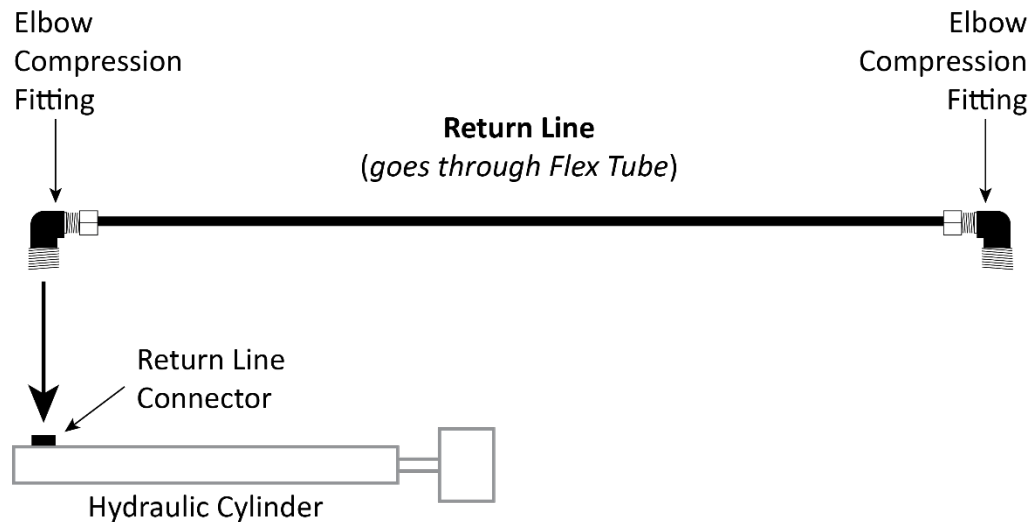 Elbow
Compression
Fitting
Elbow
Compression
Fitting
Return Line
(goes through Flex Tube)
Return Line
Connector
Hydraulic Cylinder